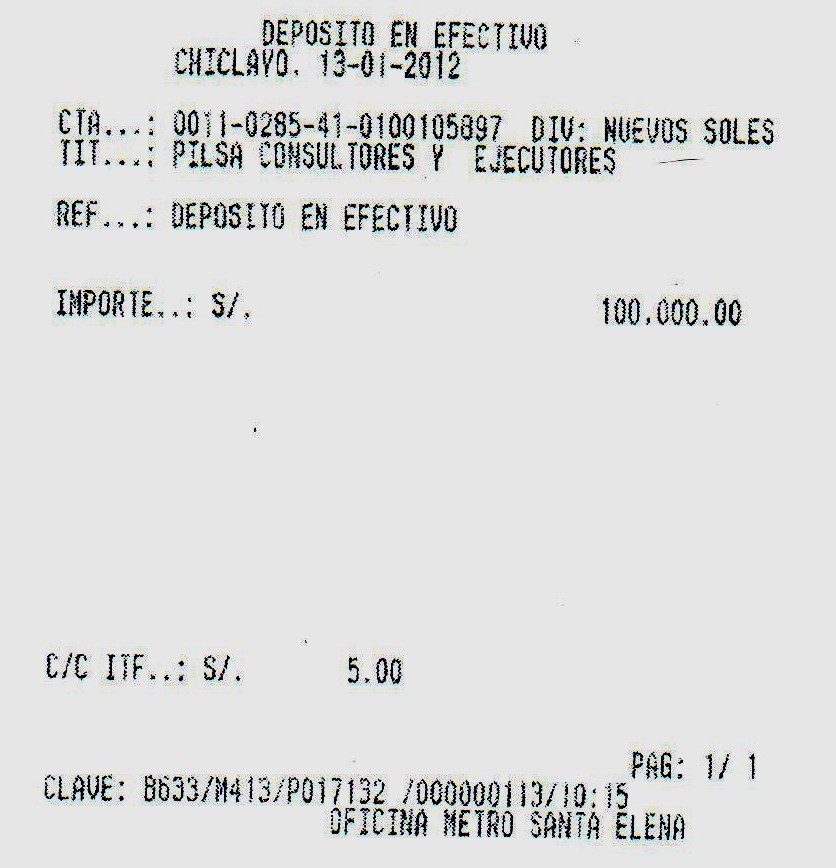 DEPOSITO EN EFECTIVO
CHICLAYO. 13-01-2012
CTA...: 0011-0285-41-0100105897 DIV: NUEVOS SOLES
TIT...: PILSA CONSULTORES Y EJECUTORES
REF...: DEPOSITO EN EFECTIVO
IMPORTE..: S/. 100,000.00
C/C ITF..: S/. 5.00
PAG: 1/ 1
CLAVE: B633/M413/P017132 /000000113/10:15
OFICINA METRO SANTA ELENA